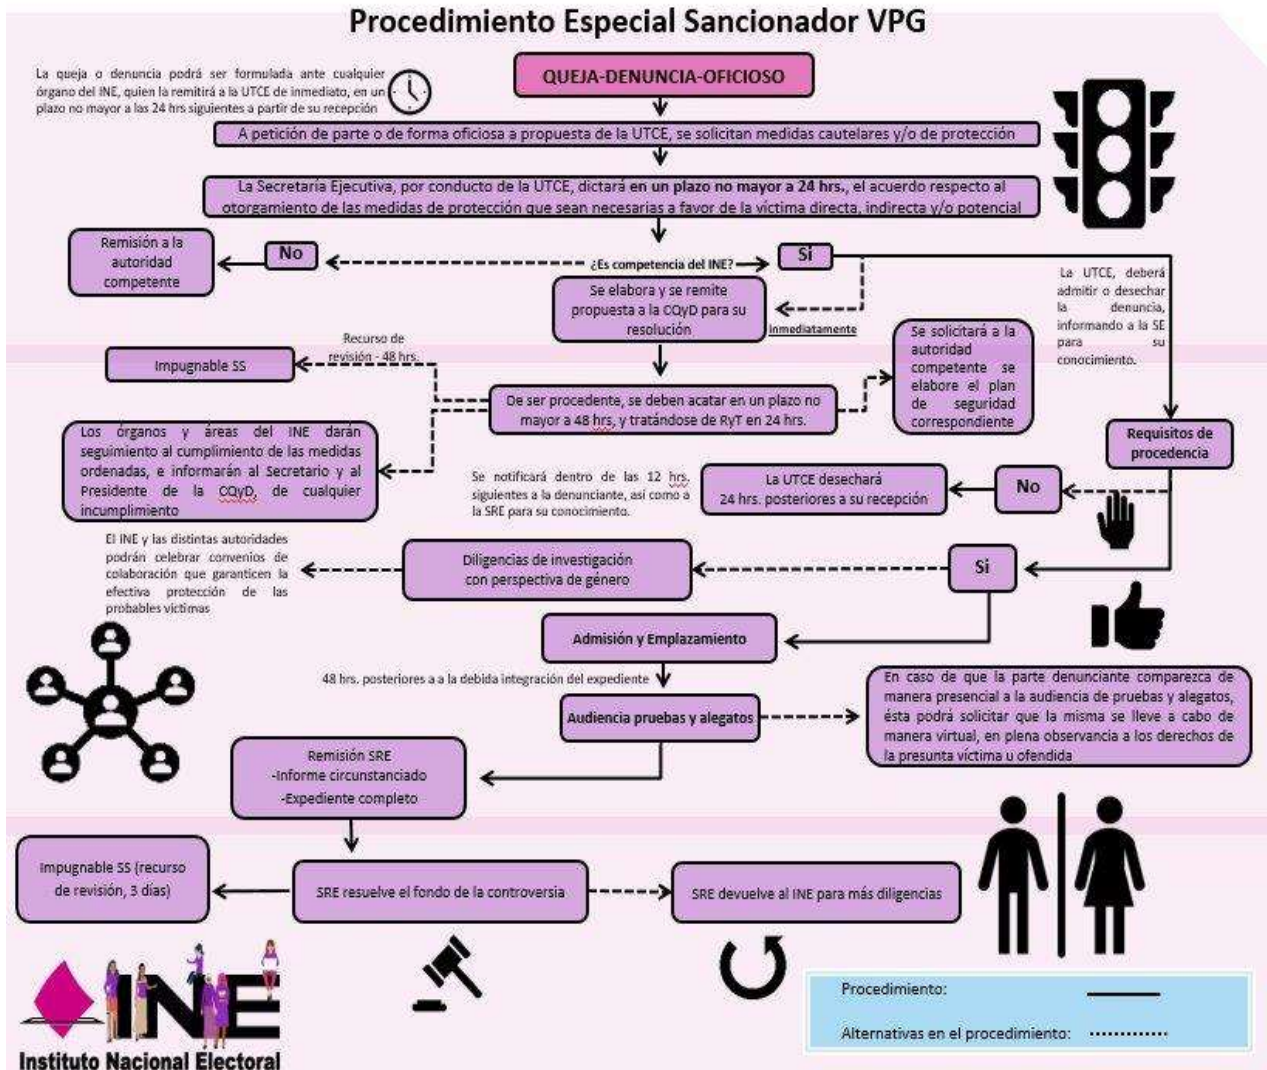 Procedimiento Especial Sancionador VPG
QUEJA-DENUNCIA-OFICIOSO
La queja o denuncia podrá ser formulada ante cualquier
órgano del INE, quien la remitirá a la UTCE de inmediato, en un
plazo no mayor a las 24 hrs siguientes a partir de su recepción
A petición de parte o de forma oficiosa a propuesta de la UTCE, se solicitan medidas cautelares y/o de protección
La Secretaría Ejecutiva, por conducto de la UTCE, dictará en un plazo no mayor a 24 hrs., el acuerdo respecto al
otorgamiento de las medidas de protección que sean necesarias a favor de la víctima directa, indirecta y/o potencial
Remisión a la
autoridad
competente
No
¿Es competencia del INE?
Si
Se elabora y se remite
propuesta a la CQyD para su
resolución
Inmediatamente
La UTCE, deberá
admitir o desechar
la denuncia,
informando a la SE
para su
conocimiento.
Recurso de
revisión - 48 hrs.
Impugnable SS
Se solicitará a la
autoridad
competente se
elabore el plan
de seguridad
correspondiente
De ser procedente, se deben acatar en un plazo no
mayor a 48 hrs, y tratándose de RyT en 24 hrs.
Los órganos y áreas del INE darán
seguimiento al cumplimiento de las medidas
ordenadas, e informarán al Secretario y al
Presidente de la CQyD, de cualquier
incumplimiento
Requisitos de
procedencia
Se notificará dentro de las 12 hrs.
siguientes a la denunciante, así como a
la SRE para su conocimiento.
La UTCE desechará
24 hrs. posteriores a su recepción
No
El INE y las distintas autoridades
podrán celebrar convenios de
colaboración que garanticen la
efectiva protección de las
probables víctimas
Diligencias de investigación
con perspectiva de género
Si
Admisión y Emplazamiento
48 hrs. posteriores a a la debida integración del expediente
Audiencia pruebas y alegatos
En caso de que la parte denunciante comparezca de
manera presencial a la audiencia de pruebas y alegatos,
ésta podrá solicitar que la misma se lleve a cabo de
manera virtual, en plena observancia a los derechos de
la presunta víctima u ofendida
Remisión SRE
-Informe circunstanciado
-Expediente completo
Impugnable SS (recurso
de revisión, 3 días)
SRE resuelve el fondo de la controversia
SRE devuelve al INE para más diligencias
INE
Instituto Nacional Electoral
Procedimiento:
Alternativas en el procedimiento: